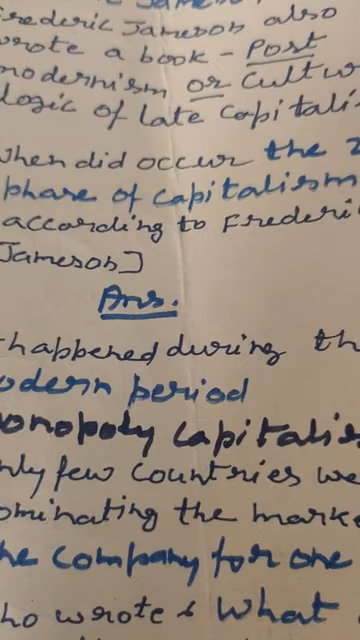 Frederic Jameson also
wrote a book - Post
modernism or Cultu
logic of late capitali
when did occur the 2
phase of capitalism
according to Frederi
Jameson]
Ans.
happened during th
odern period
onopoly capitalis
nly few countries we
ominating the marke
he company for one
ho wrote & what